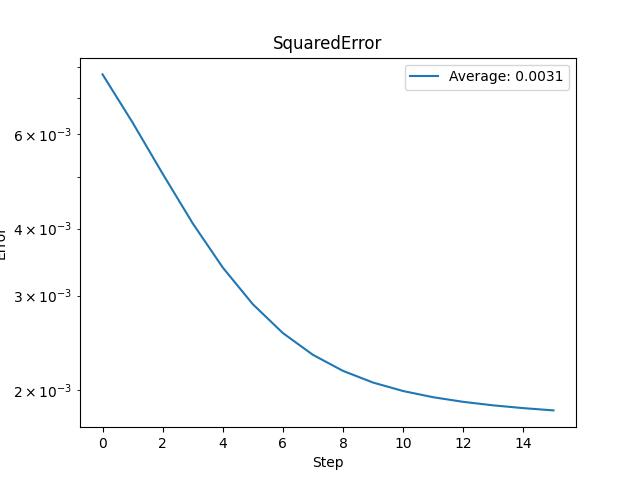 SquaredError
Average: 0.0031
6 × 10⁻³
4 × 10⁻³
3 × 10⁻³
2 × 10⁻³
Error
0 2 4 6 8 10 12 14
Step